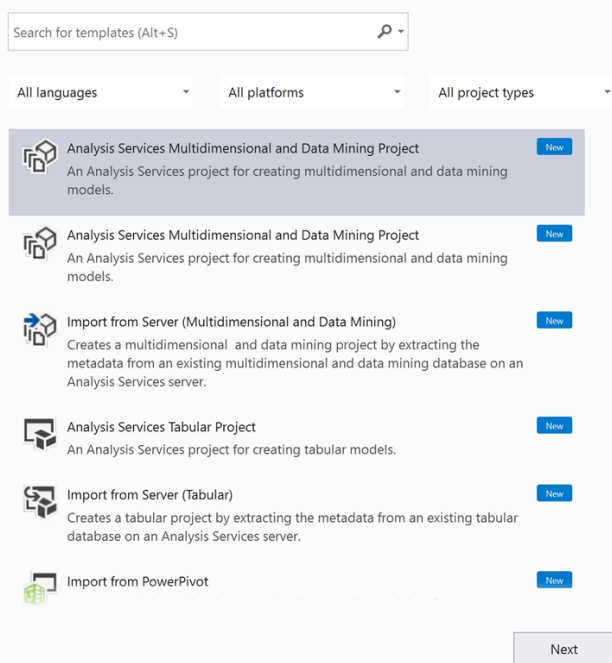 Search for templates (Alt+S)
All languages
All platforms
All project types
Analysis Services Multidimensional and Data Mining Project
New
An Analysis Services project for creating multidimensional and data mining
models.
Analysis Services Multidimensional and Data Mining Project
New
An Analysis Services project for creating multidimensional and data mining
models.
Import from Server (Multidimensional and Data Mining)
New
Creates a multidimensional  and data mining project by extracting the
metadata from an existing multidimensional and data mining database on an
Analysis Services server.
Analysis Services Tabular Project
New
An Analysis Services project for creating tabular models.
Import from Server (Tabular)
New
Creates a tabular project by extracting the metadata from an existing tabular
database on an Analysis Services server.
Import from PowerPivot
New
Next